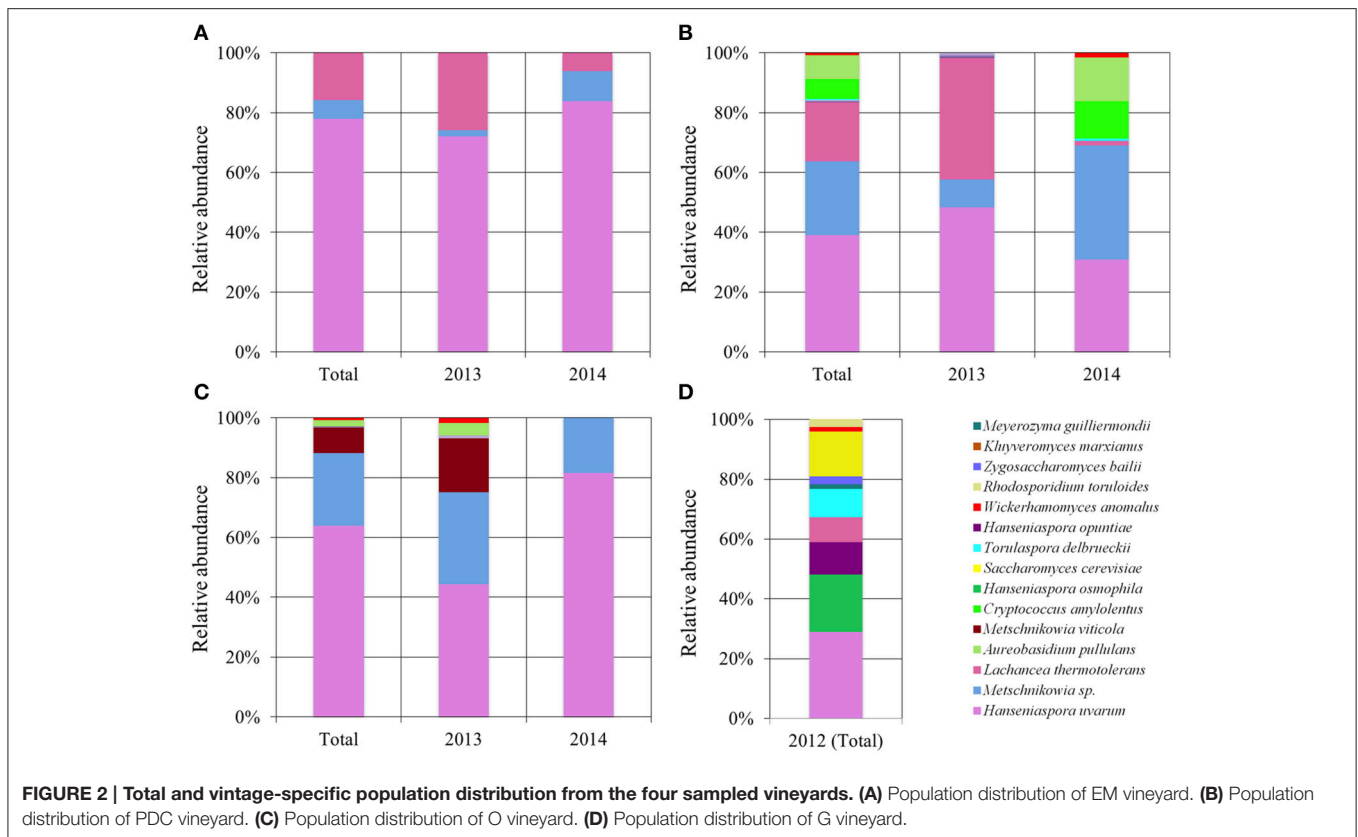 A
100%
80%
60%
40%
20%
0%
Relative abundance
Total
2013
2014
B
100%
80%
60%
40%
20%
0%
Relative abundance
Total
2013
2014
C
100%
80%
60%
40%
20%
0%
Relative abundance
Total
2013
2014
D
100%
80%
60%
40%
20%
0%
Relative abundance
2012 (Total)
Meyerozyma guilliermondii
Kluyveromyces marxianus
Zygosaccharomyces bailii
Rhodosporidium toruloides
Wickerhamomyces anomalus
Hanseniaspora opuntiae
Torulaspora delbrueckii
Saccharomyces cerevisiae
Hanseniaspora osmophila
Cryptococcus amylolentus
Metschnikowia viticola
Aureobasidium pullulans
Lachancea thermotolerans
Metschnikowia sp.
Hanseniaspora uvarum
FIGURE 2 | Total and vintage-specific population distribution from the four sampled vineyards. (A) Population distribution of EM vineyard. (B) Population
distribution of PDC vineyard. (C) Population distribution of O vineyard. (D) Population distribution of G vineyard.